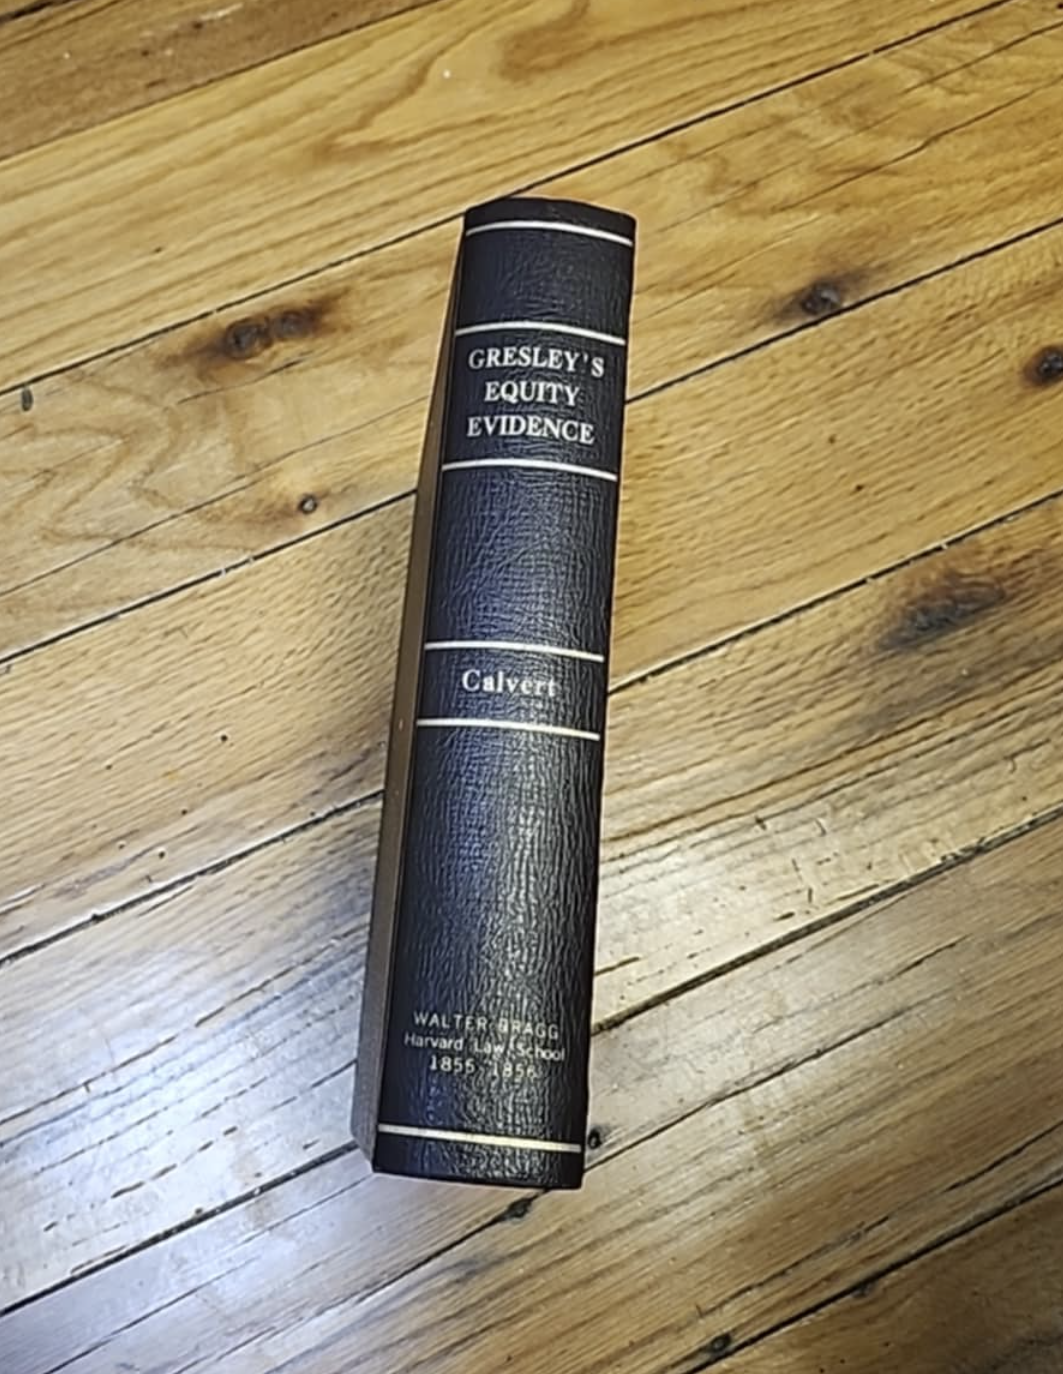 GRESLEY'S
EQUITY
EVIDENCE
Calvert
WALTER BRAGG
Harvard Law School
1855 1856